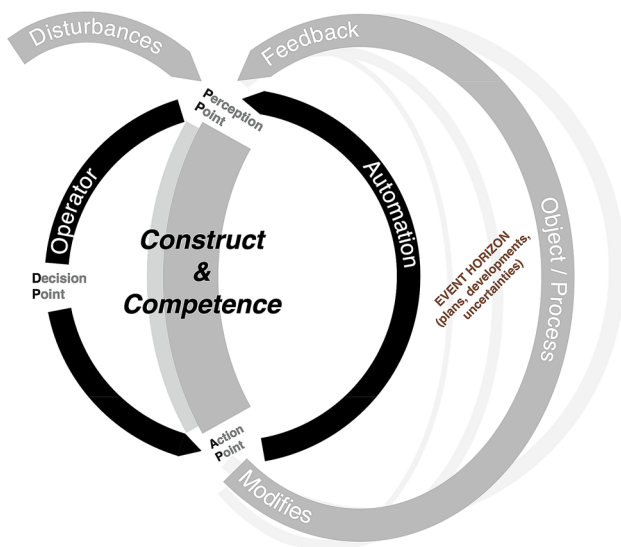 Disturbances
Feedback
Perception
Point
Operator
Automation
Construct
&
Competence
Decision
Point
EVENT HORIZON
(plans, developments,
uncertainties)
Object / Process
Action
Point
Modifies